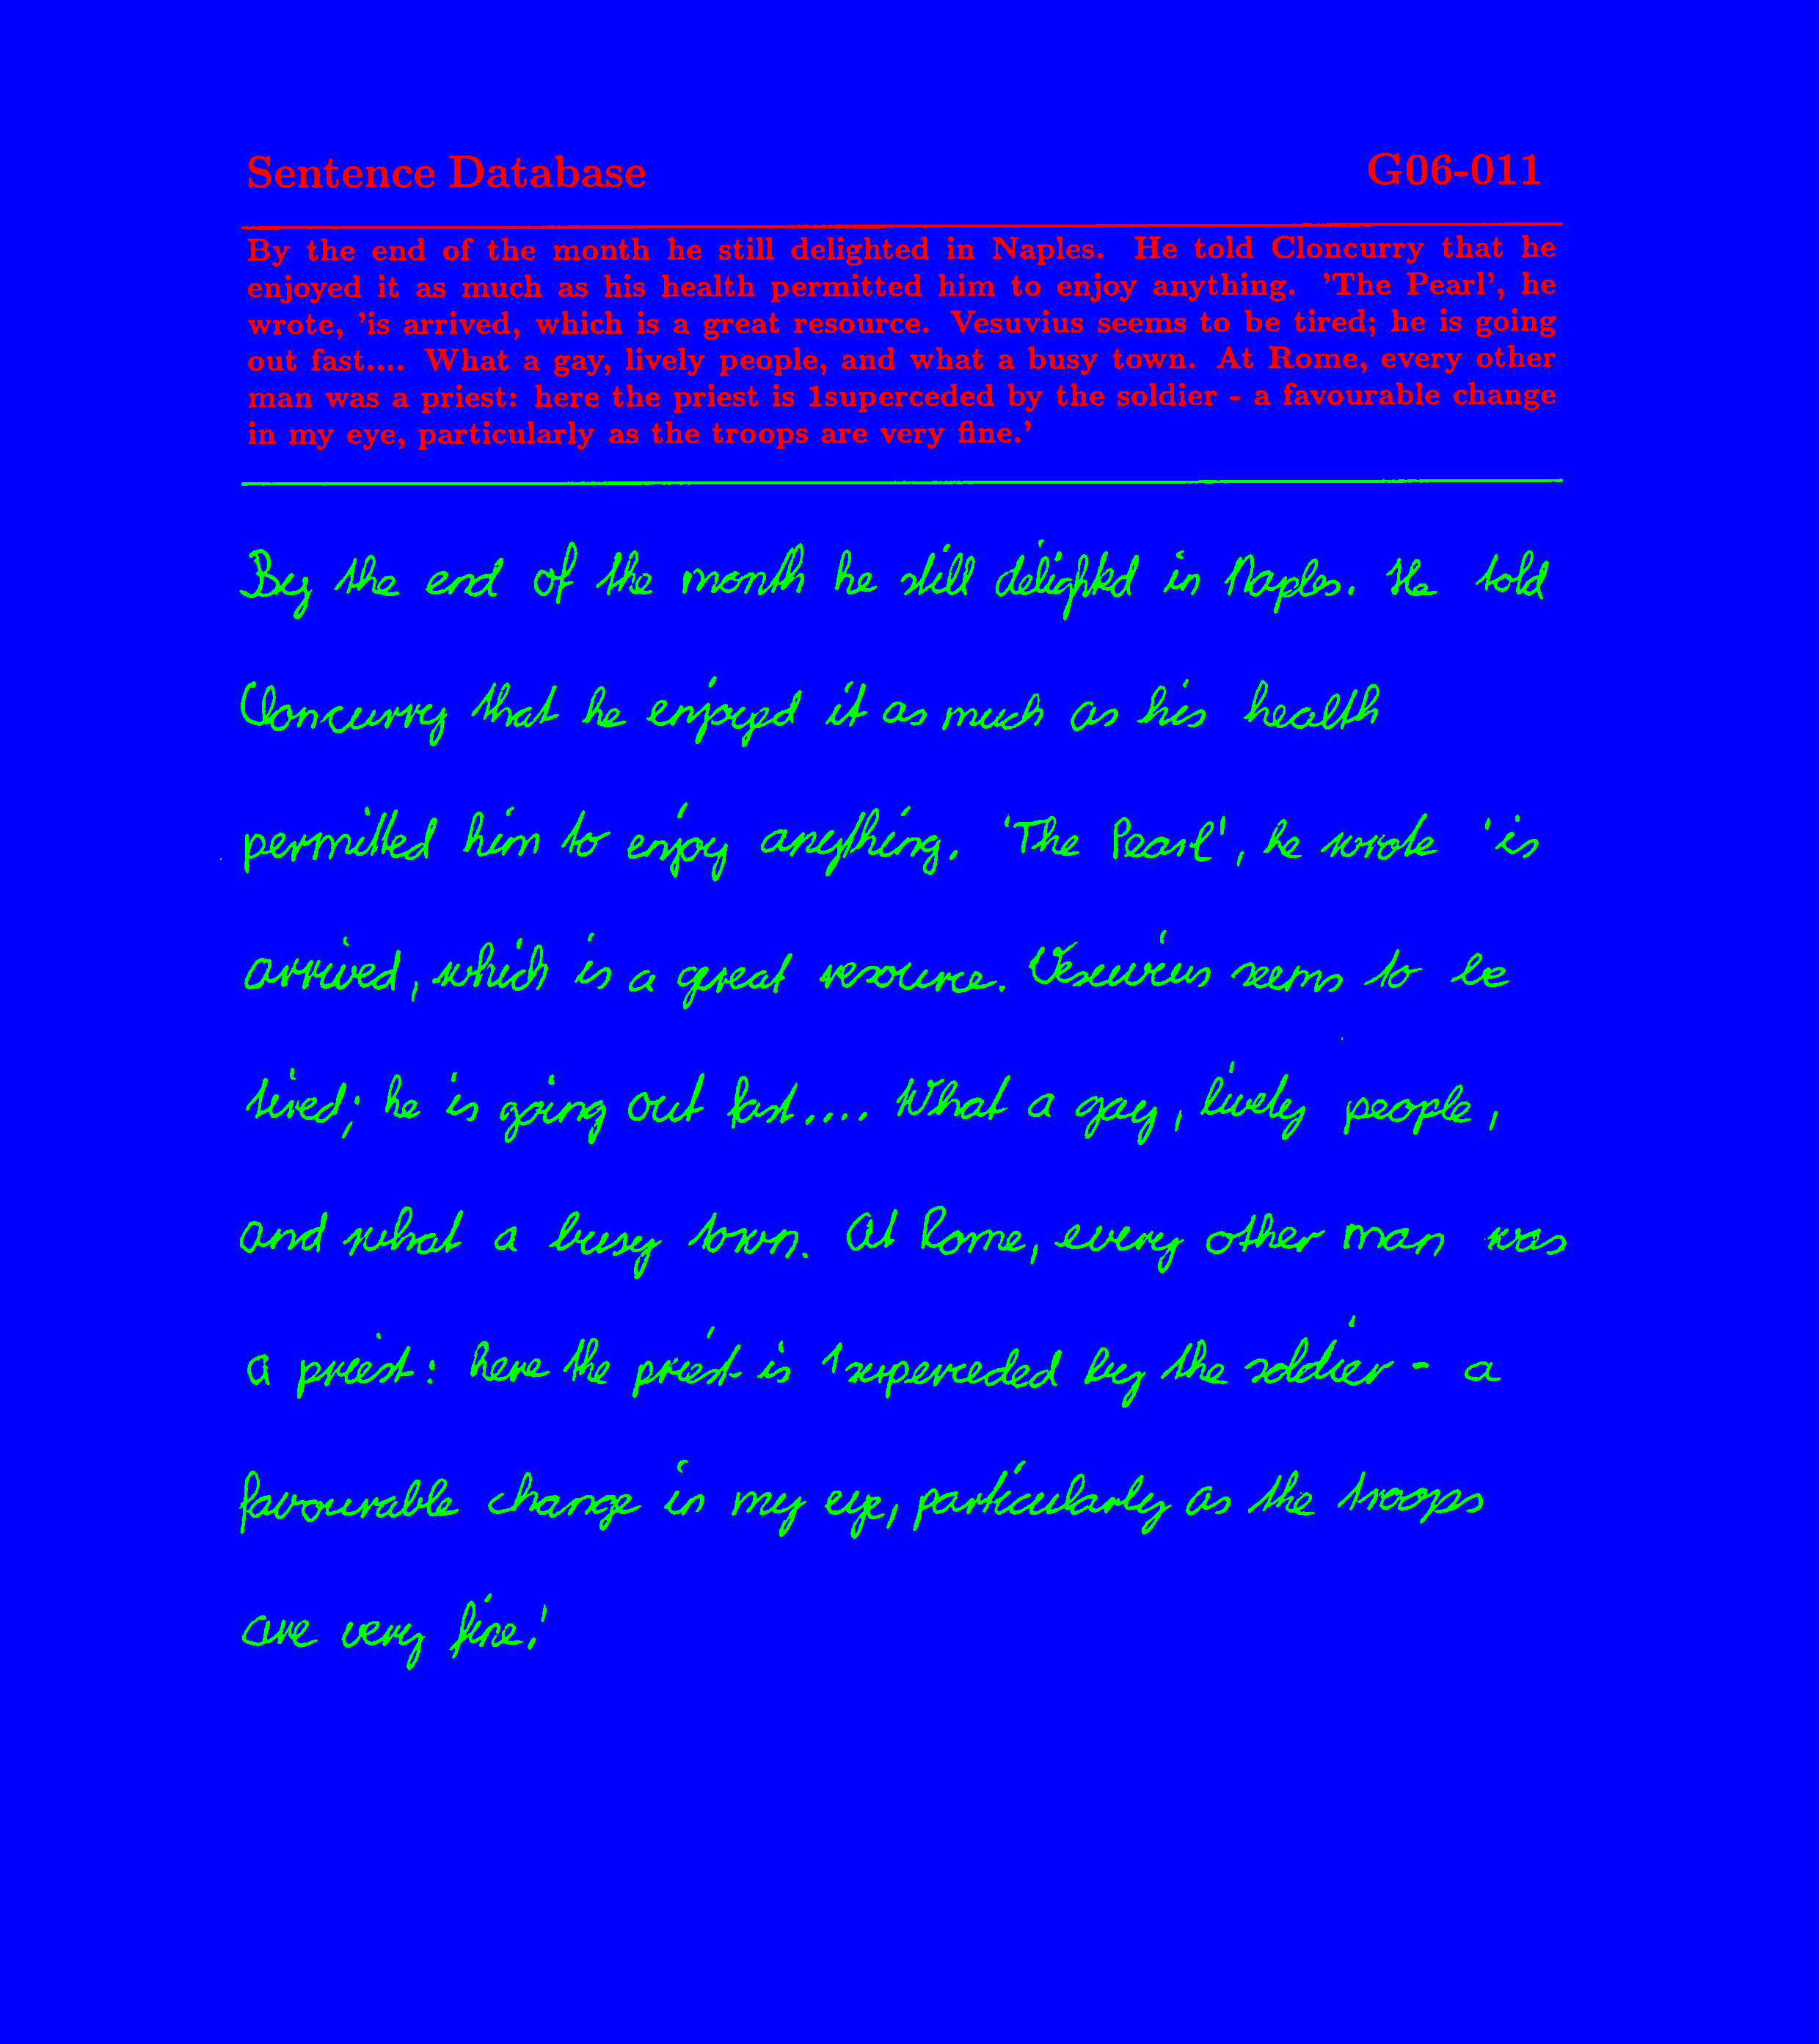 Sentence Database G06-011
By the end of the month he still delighted in Naples. He told Cloncurry that he
enjoyed it as much as his health permitted him to enjoy anything. 'The Pearl', he
wrote, 'is arrived, which is a great resource. Vesuvius seems to be tired; he is going
out fast.... What a gay, lively people, and what a busy town. At Rome, every other
man was a priest: here the priest is 1superceded by the soldier - a favourable change
in my eye, particularly as the troops are very fine.'
By the end of the month he still delighted in Naples. He told
Cloncurry that he enjoyed it as much as his health
permitted him to enjoy anything. 'The Pearl', he wrote 'is
arrived, which is a great resource. Vesuvius seems to be
tired; he is going out fast.... What a gay, lively people,
and what a busy town. At Rome, every other man was
a priest: here the priest is 1superceded by the soldier - a
favourable change in my eye, particularly as the troops
are very fine.'